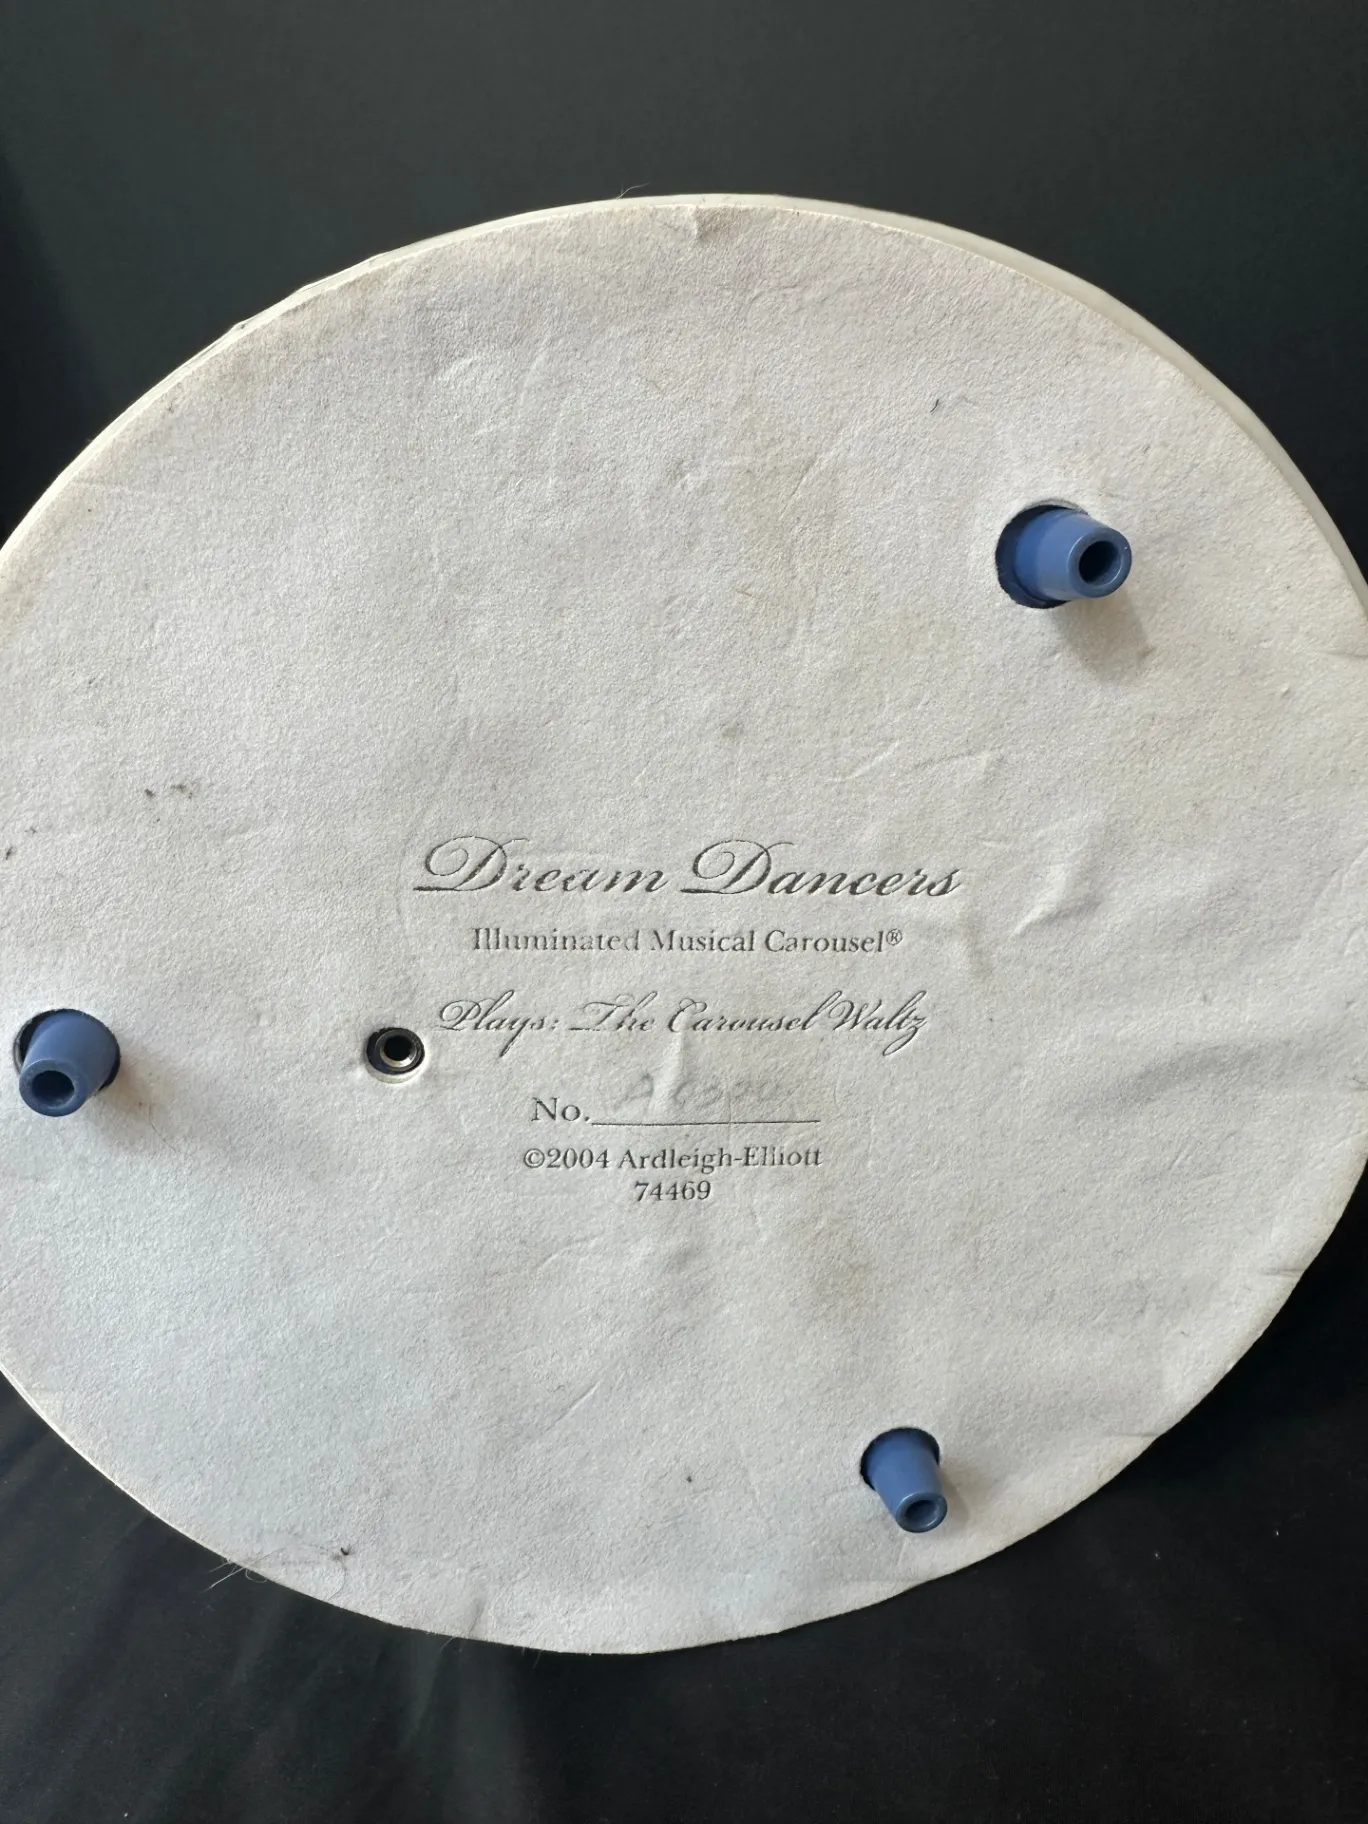 Dream Dancers
Illuminated Musical Carousel®
Plays: The Carousel Waltz
No.
©2004 Ardleigh-Elliott
74469